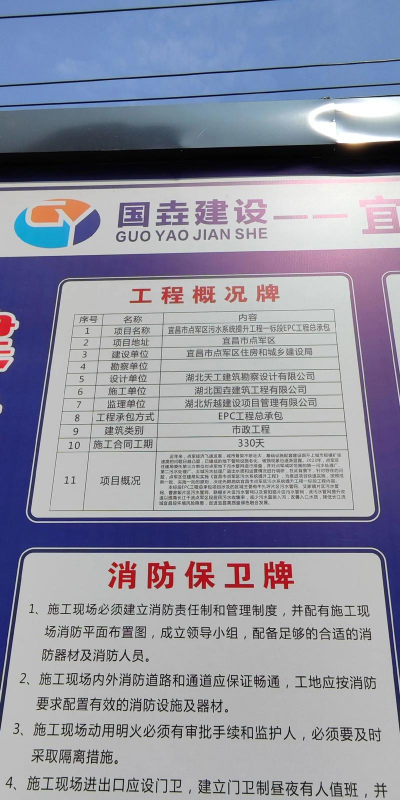 国垚建设——宜
GUO YAO JIAN SHE
工程概况牌
序号 名称 内容
1 项目名称 宜昌市点军区污水系统提升工程一标段EPC工程总承包
2 项目地址 宜昌市点军区
3 建设单位 宜昌市点军区住房和城乡建设局
4 勘察单位
5 设计单位 湖北天工建筑勘察设计有限公司
6 施工单位 湖北国垚建筑工程有限公司
7 监理单位 湖北炘越建设项目管理有限公司
8 工程承包方式 EPC工程总承包
9 建筑类别 市政工程
10 施工合同工期 330天
11 项目概况
消防保卫牌
1、施工现场必须建立消防责任制和管理制度，并配有施工现
场消防平面布置图，成立领导小组，配备足够的合适的消
防器材及消防人员。
2、施工现场内外消防道路和通道应保证畅通，工地应按消防
要求配置有效的消防设施及器材。
3、施工现场动用明火必须有审批手续和监护人，必须要及时
采取隔离措施。
4、施工现场进出口应设门卫，建立门卫制昼夜有人值班，并